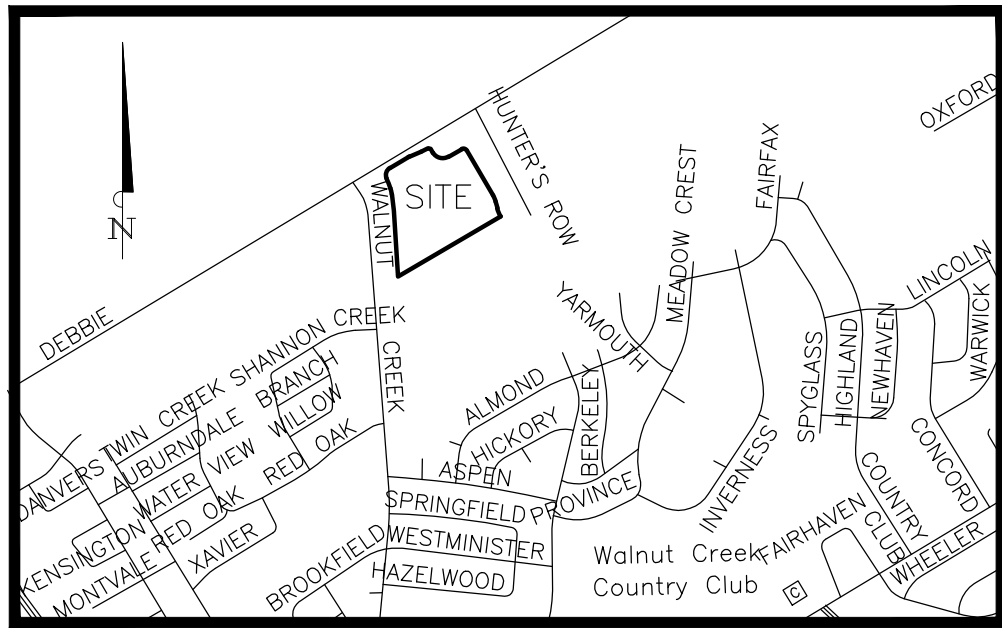 HUNTER'S ROW
OXFORD
MEADOW CREST
FAIRFAX
WALNUT
SITE
N
LINCOLN
YARMOUTH
DEBBIE
SHANNON CREEK
CREEK
WARWICK
NEWHAVEN
HIGHLAND
SPYGLASS
TWIN CREEK
BRANCH
AUBURNDALE
WILLOW
VIEW
WATER
ALMOND
BERKELEY
HICKORY
RED OAK
RED OAK
DANVERS
ASPEN
PROVINCE
INVERNESS
CONCORD
COUNTRY
CLUB
SPRINGFIELD
WESTMINISTER
HAZELWOOD
BROOKFIELD
XAVIER
KENSINGTON
MONTVALE
FAIRHAVEN
WHEELER
Walnut Creek
Country Club
C